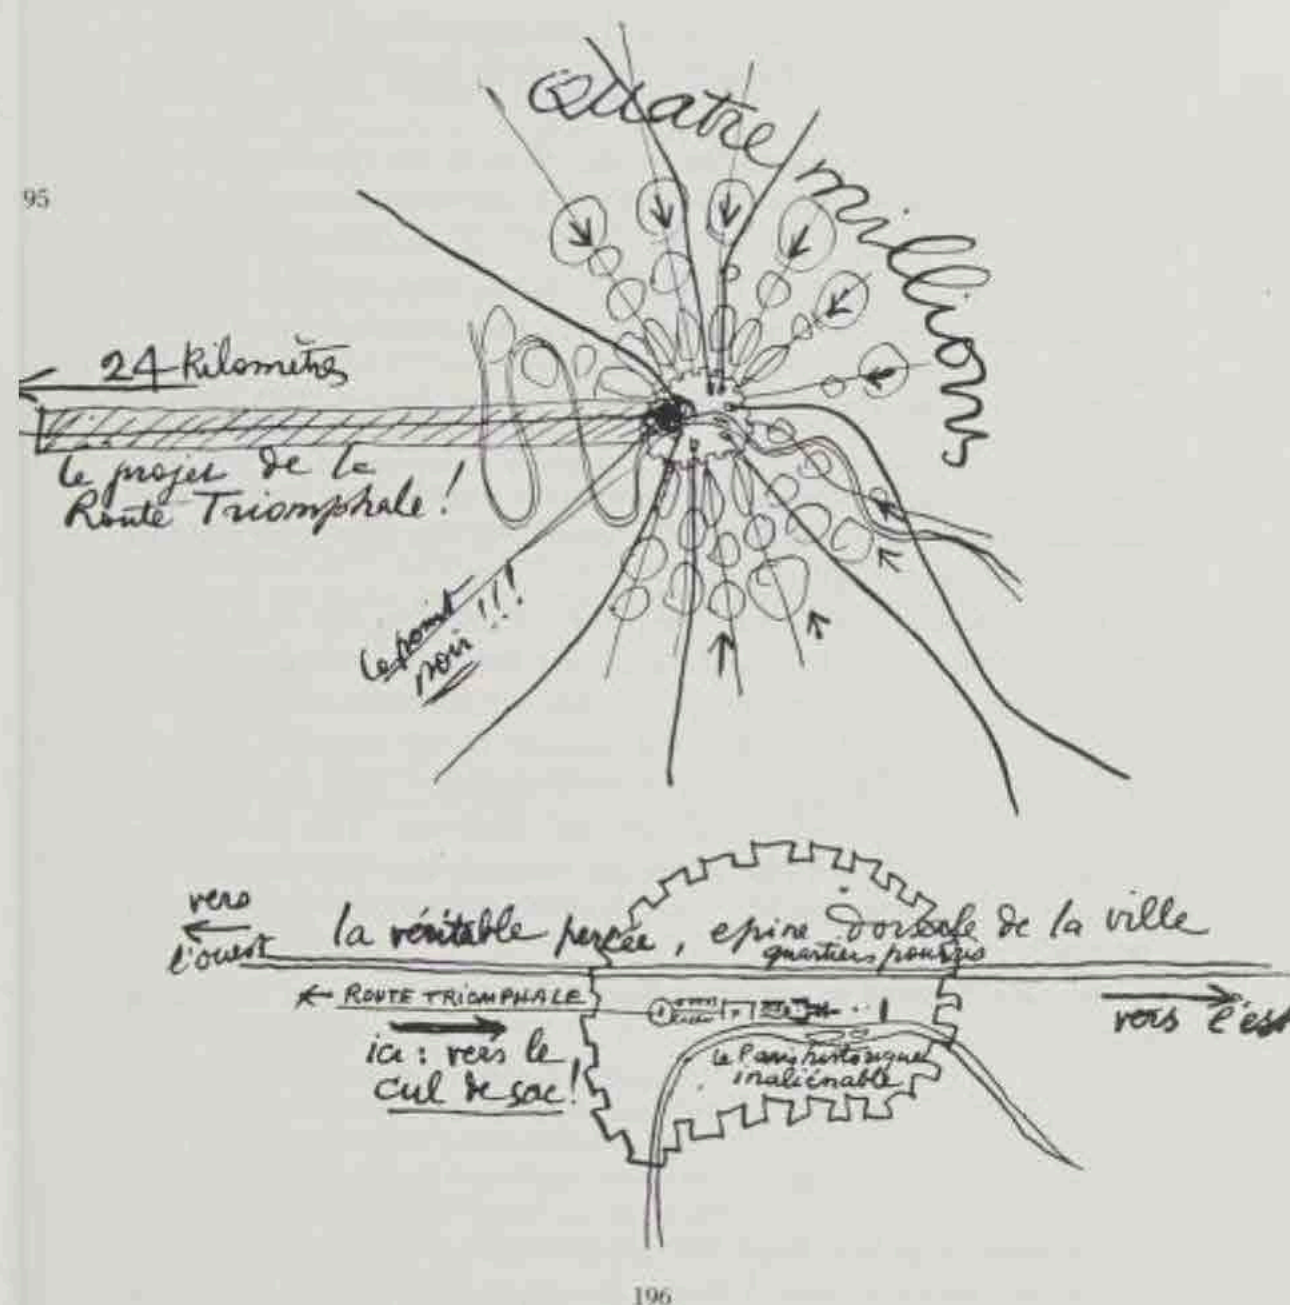 Quatre millions
95
24 Kilomètres
le projet de la
Route Triomphale !
le point
noir !!!
vers
l'ouest
la véritable percée, epine dorsale de la ville
quartiers pourris
ROUTE TRIOMPHALE
vers l'est
ici : vers le
cul de sac !
le Paris historique
inaliénable
196